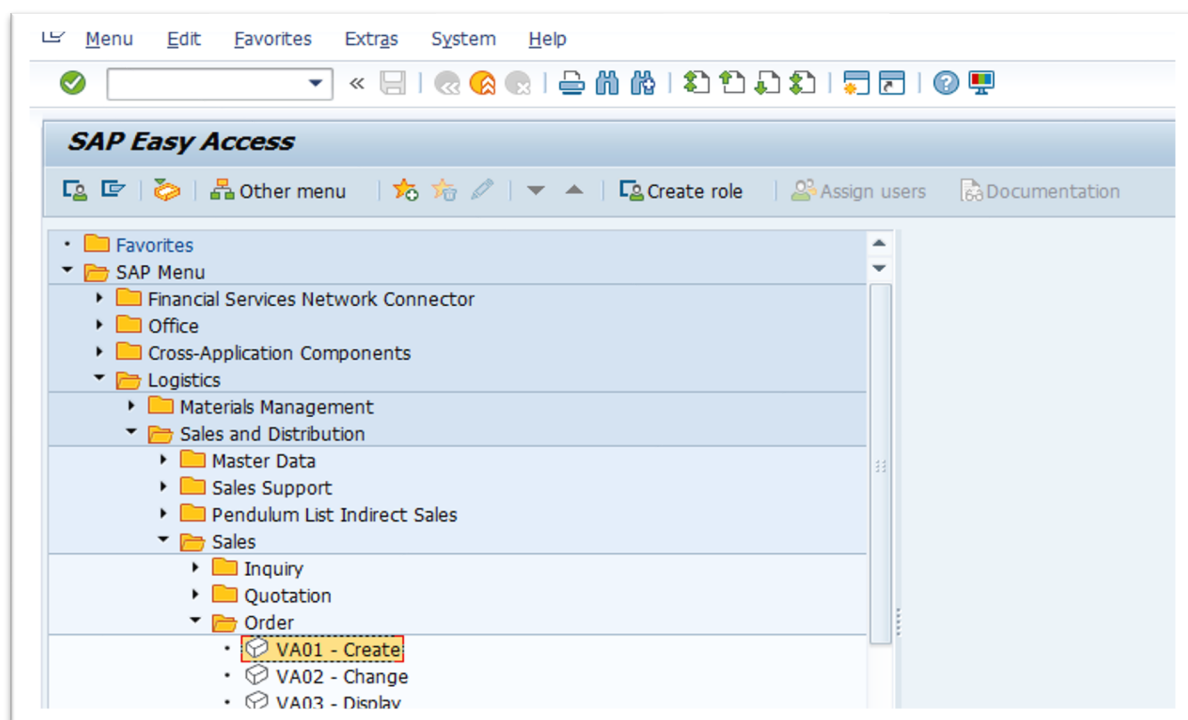 Menu Edit Favorites Extras System Help
SAP Easy Access
Other menu Create role Assign users Documentation
Favorites
SAP Menu
Financial Services Network Connector
Office
Cross-Application Components
Logistics
Materials Management
Sales and Distribution
Master Data
Sales Support
Pendulum List Indirect Sales
Sales
Inquiry
Quotation
Order
VA01 - Create
VA02 - Change
VA03 - Display